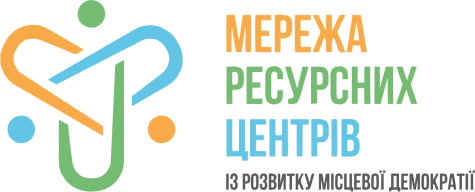 МЕРЕЖА
РЕСУРСНИХ
ЦЕНТРІВ
ІЗ РОЗВИТКУ МІСЦЕВОЇ ДЕМОКРАТІЇ